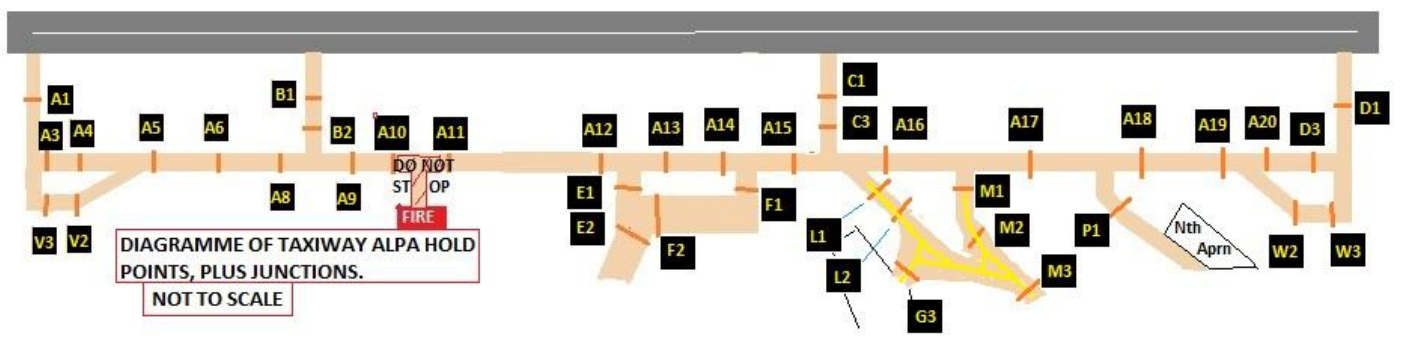 A1
B1
C1
D1
A3
A4
A5
A6
B2
A10
A11
A12
A13
A14
A15
C3
A16
A17
A18
A19
A20
D3
DO NOT
ST OP
FIRE
A8
A9
E1
E2
F1
F2
M1
M2
M3
L1
L2
G3
P1
Nth
Aprn
W2
W3
V3
V2
DIAGRAMME OF TAXIWAY ALPA HOLD
POINTS, PLUS JUNCTIONS.
NOT TO SCALE